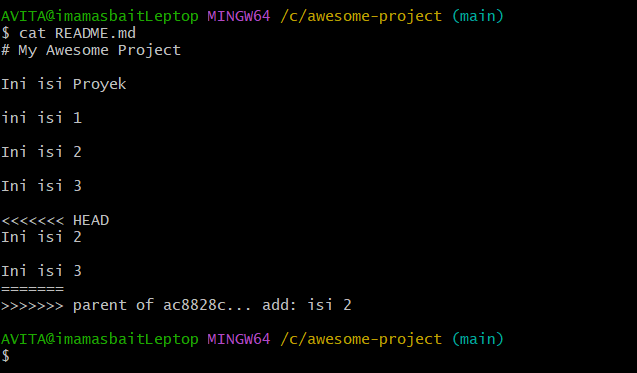 AVITA@imamasbaitLeptop MINGW64 /c/awesome-project (main)
$ cat README.md
# My Awesome Project
Ini isi Proyek
ini isi 1
Ini isi 2
Ini isi 3
<<<<<<< HEAD
Ini isi 2
Ini isi 3
=======
>>>>>>> parent of ac8828c... add: isi 2
AVITA@imamasbaitLeptop MINGW64 /c/awesome-project (main)
$